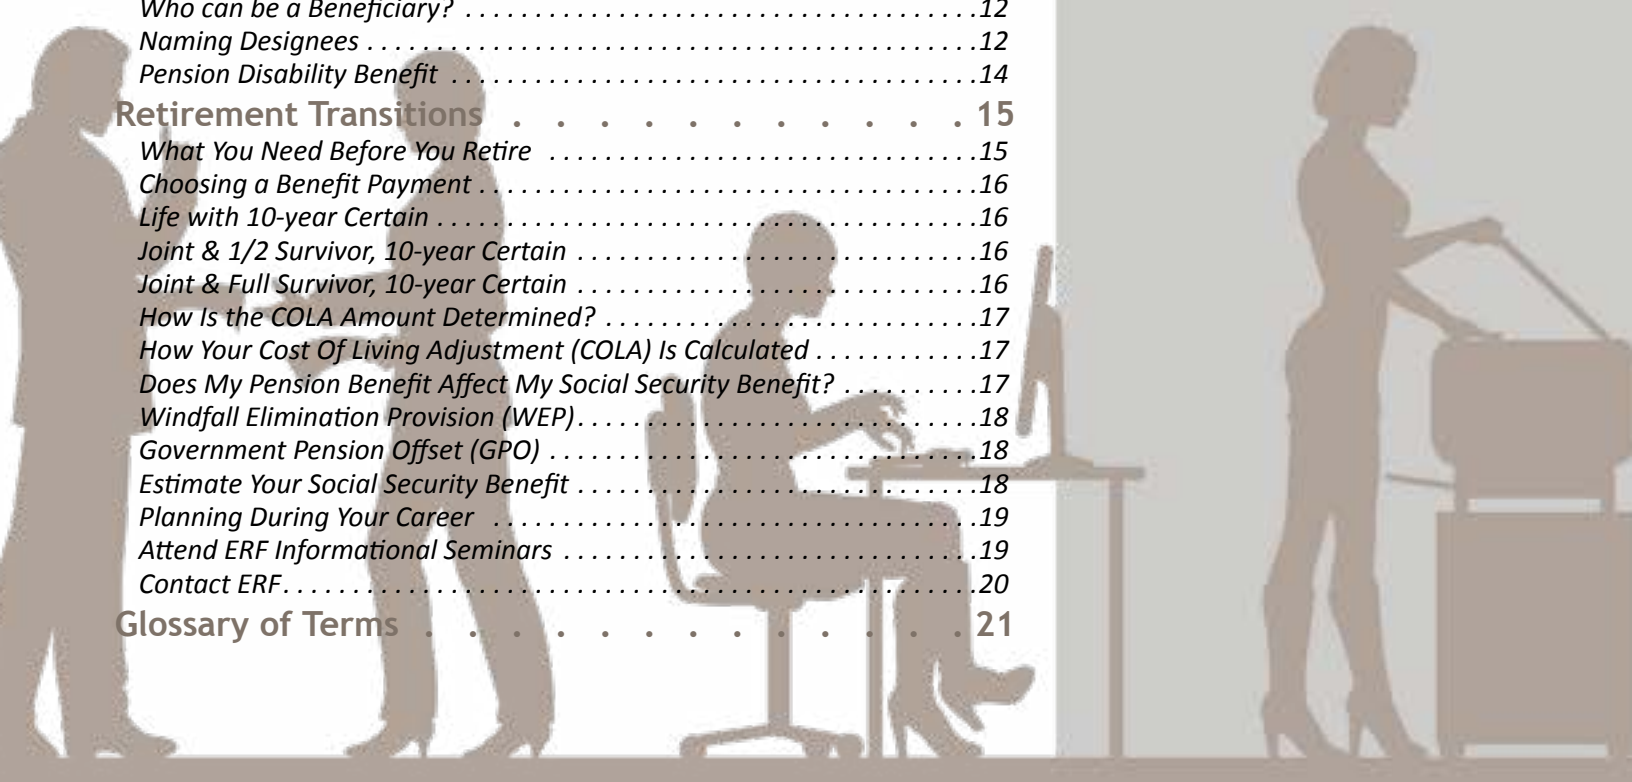 Who can be a Beneficiary? . . . . . . . . . . . . . . . . . . . . . . . . . . . . . . . . . . . . .12
Naming Designees . . . . . . . . . . . . . . . . . . . . . . . . . . . . . . . . . . . . . . . . . . . .12
Pension Disability Benefit . . . . . . . . . . . . . . . . . . . . . . . . . . . . . . . . . . . . . .14
Retirement Transitions . . . . . . . . . . . 15
What You Need Before You Retire . . . . . . . . . . . . . . . . . . . . . . . . . . . . . . .15
Choosing a Benefit Payment . . . . . . . . . . . . . . . . . . . . . . . . . . . . . . . . . . . .16
Life with 10-year Certain . . . . . . . . . . . . . . . . . . . . . . . . . . . . . . . . . . . . . . .16
Joint & 1/2 Survivor, 10-year Certain . . . . . . . . . . . . . . . . . . . . . . . . . . . . .16
Joint & Full Survivor, 10-year Certain . . . . . . . . . . . . . . . . . . . . . . . . . . . . .16
How Is the COLA Amount Determined? . . . . . . . . . . . . . . . . . . . . . . . . . . .17
How Your Cost Of Living Adjustment (COLA) Is Calculated . . . . . . . . . . . .17
Does My Pension Benefit Affect My Social Security Benefit? . . . . . . . . . .17
Windfall Elimination Provision (WEP). . . . . . . . . . . . . . . . . . . . . . . . . . . . .18
Government Pension Offset (GPO) . . . . . . . . . . . . . . . . . . . . . . . . . . . . . . .18
Estimate Your Social Security Benefit . . . . . . . . . . . . . . . . . . . . . . . . . . . . .18
Planning During Your Career . . . . . . . . . . . . . . . . . . . . . . . . . . . . . . . . . . .19
Attend ERF Informational Seminars . . . . . . . . . . . . . . . . . . . . . . . . . . . . . .19
Contact ERF. . . . . . . . . . . . . . . . . . . . . . . . . . . . . . . . . . . . . . . . . . . . . . . . . .20
Glossary of Terms . . . . . . . . . . . . . 21